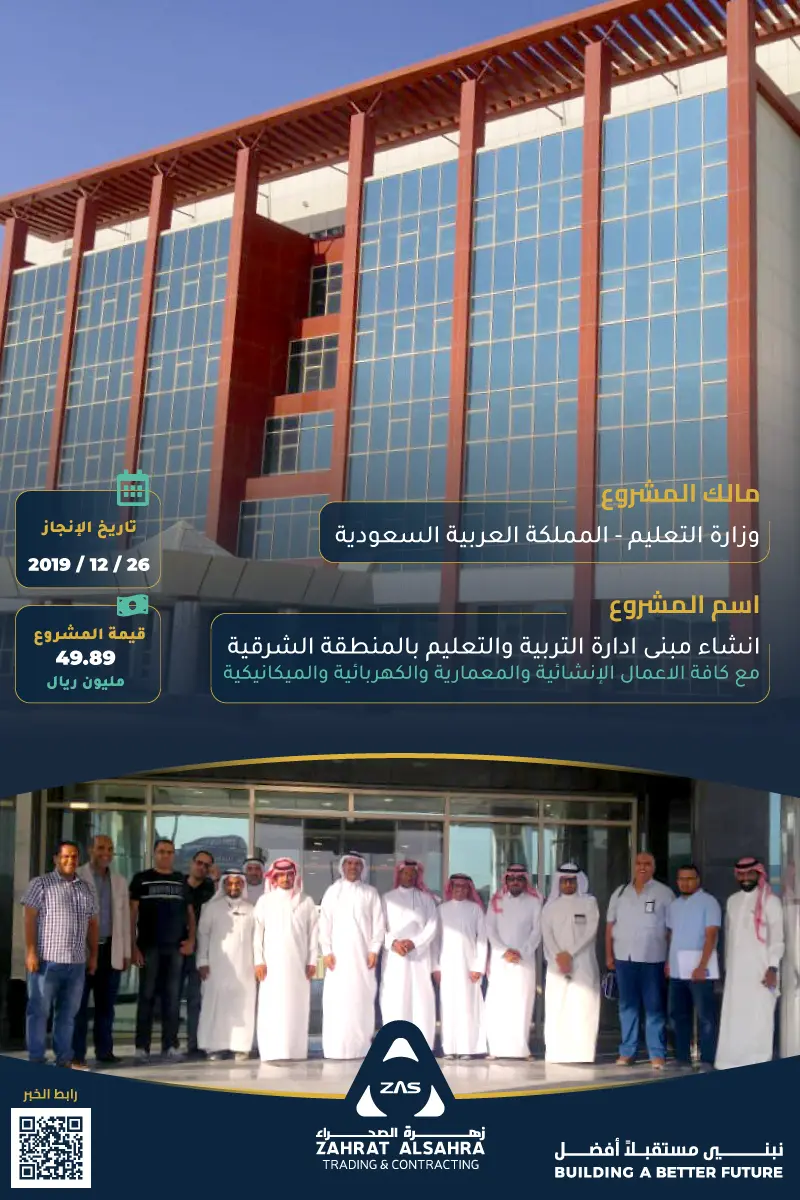 مالك المشروع
وزارة التعليم - المملكة العربية السعودية
تاريخ الإنجاز
2019 / 12 / 26
اسم المشروع
انشاء مبنى ادارة التربية والتعليم بالمنطقة الشرقية
مع كافة الاعمال الإنشائية والمعمارية والكهربائية والميكانيكية
قيمة المشروع
49.89
مليون ريال
رابط الخبر
ZAS
زهرة الصحراء
ZAHRAT ALSAHRA
TRADING & CONTRACTING
نبني مستقبلاً أفضل
BUILDING A BETTER FUTURE